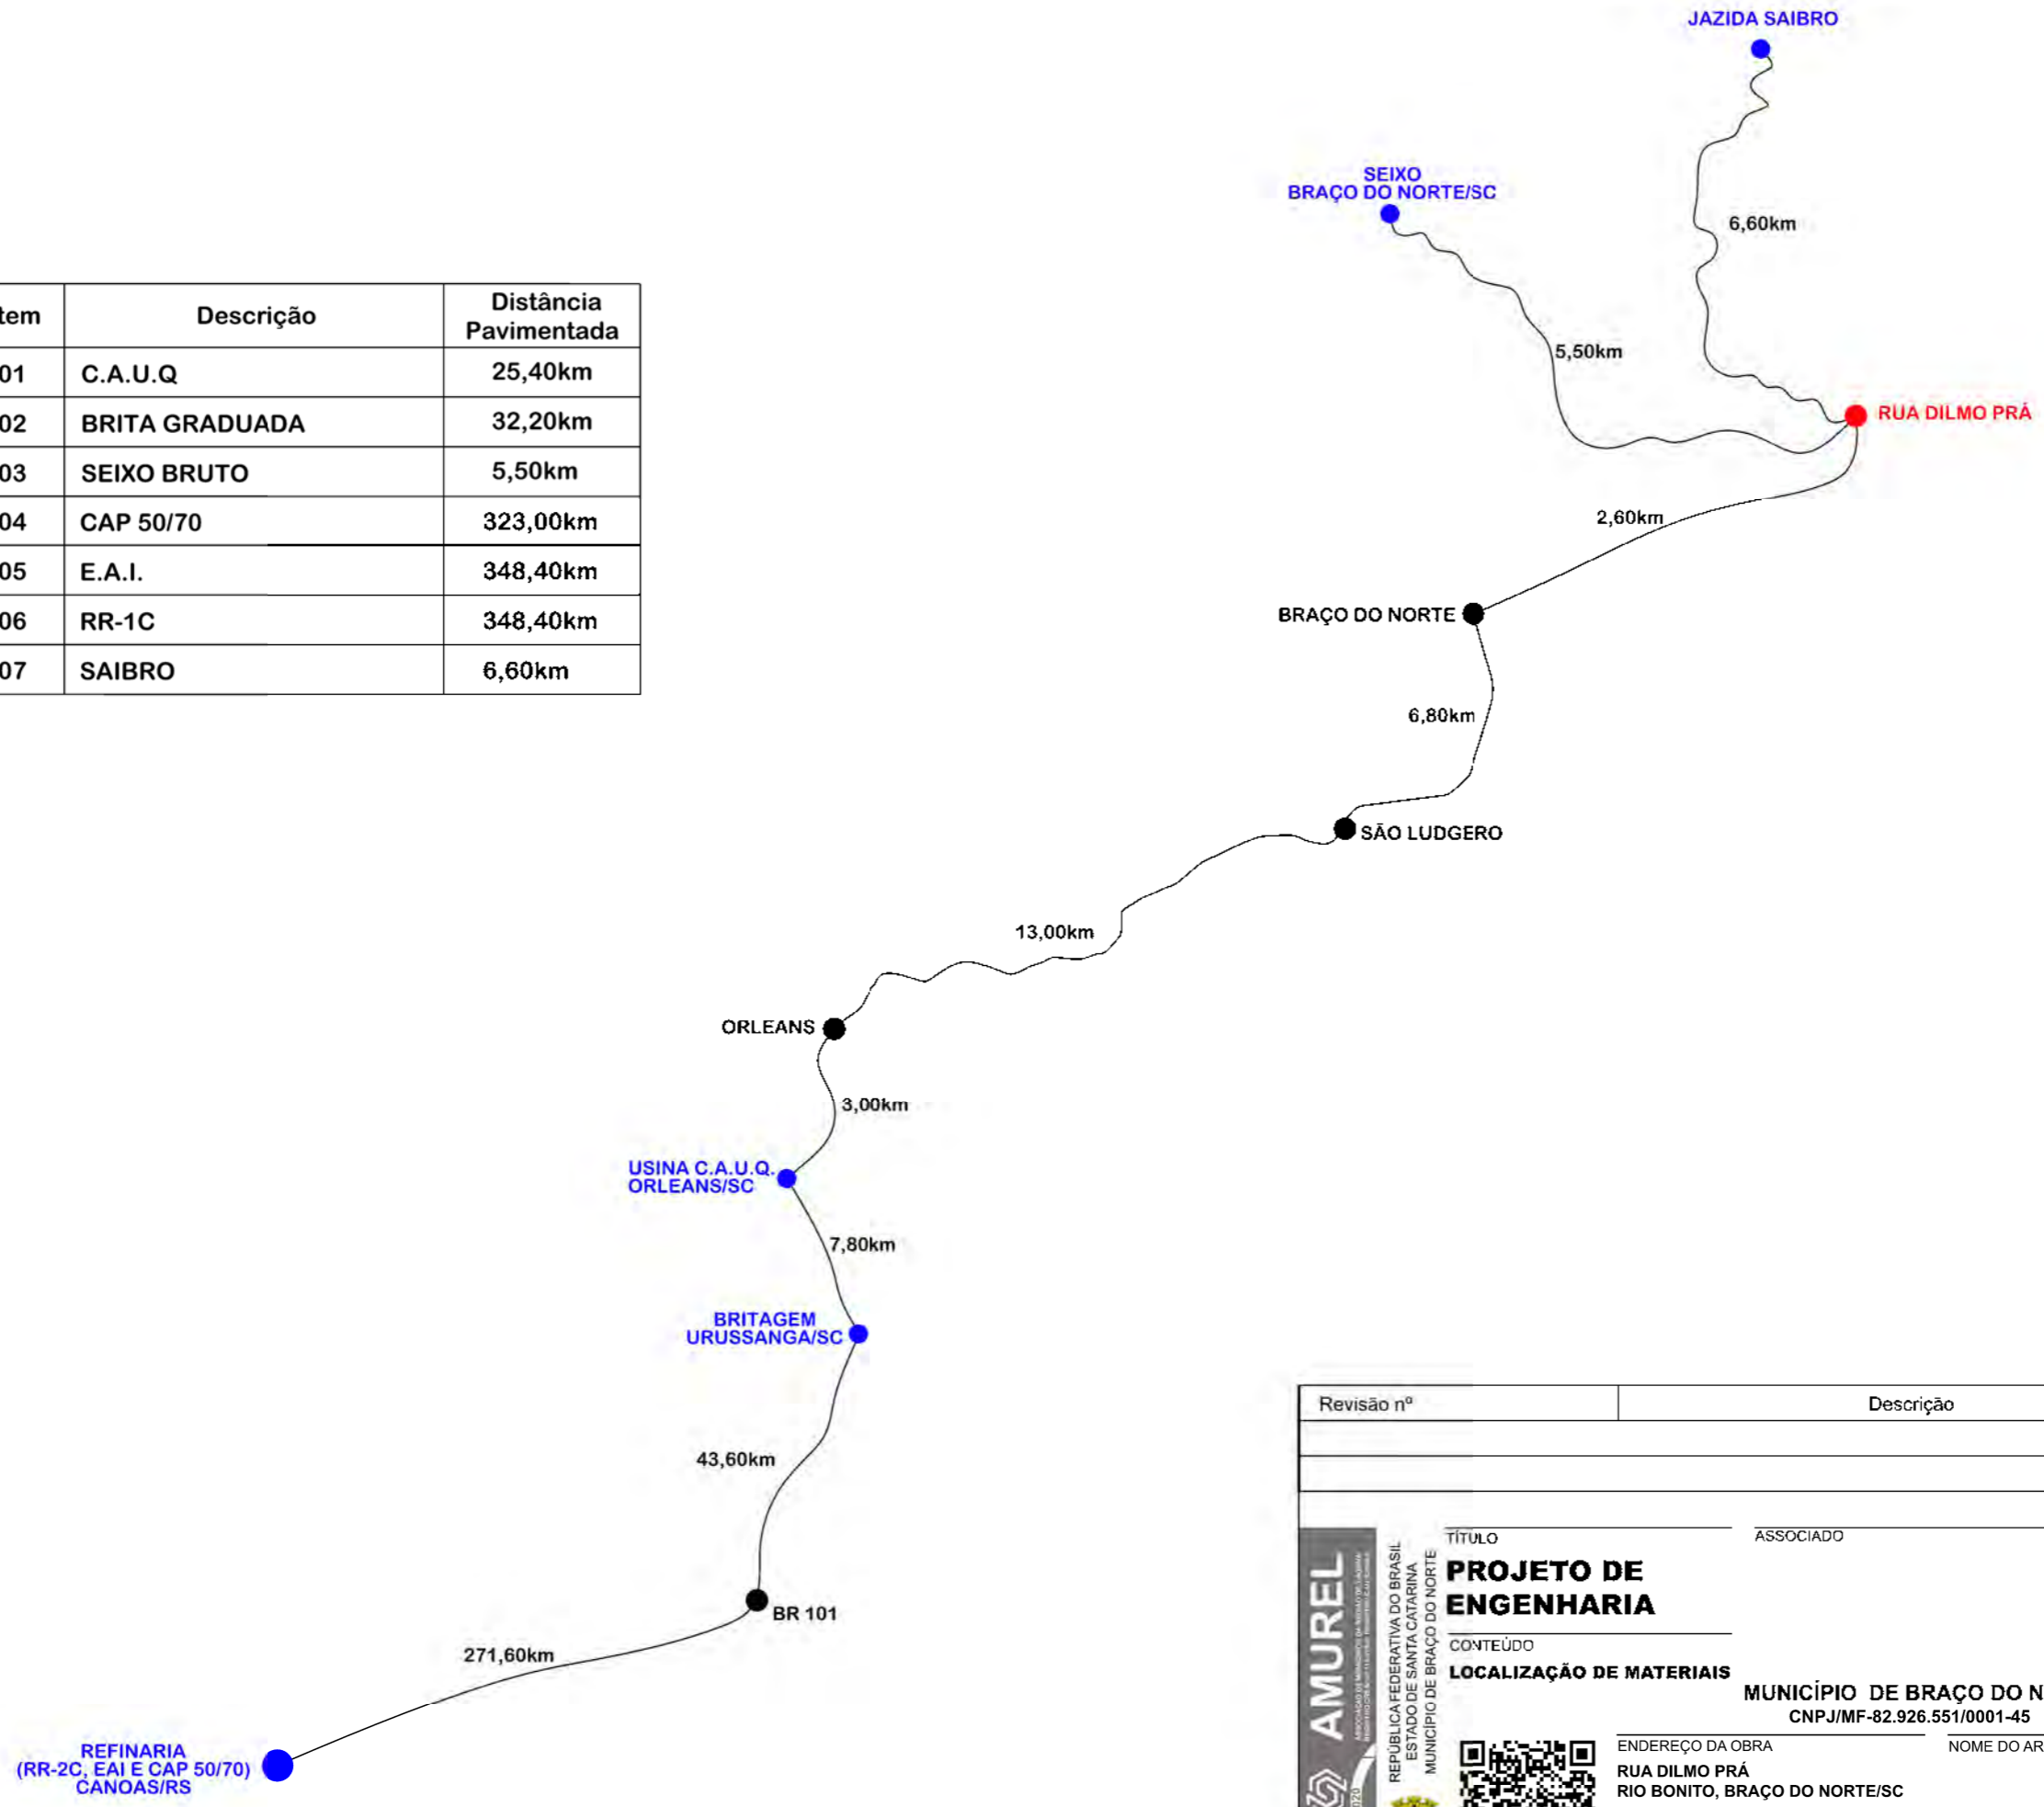 JAZIDA SAIBRO
SEIXO
BRAÇO DO NORTE/SC
6,60km
5,50km
RUA DILMO PRÁ
2,60km
tem Descrição Distância
Pavimentada
01 C.A.U.Q 25,40km
02 BRITA GRADUADA 32,20km
03 SEIXO BRUTO 5,50km
04 CAP 50/70 323,00km
05 E.A.I. 348,40km
06 RR-1C 348,40km
07 SAIBRO 6,60km
BRAÇO DO NORTE
6,80km
SÃO LUDGERO
13,00km
ORLEANS
3,00km
USINA C.A.U.Q.
ORLEANS/SC
7,80km
BRITAGEM
URUSSANGA/SC
43,60km
BR 101
271,60km
REFINARIA
(RR-2C, EAI E CAP 50/70)
CANOAS/RS
Revisão nº Descrição
AMUREL
REPÚBLICA FEDERATIVA DO BRASIL
ESTADO DE SANTA CATARINA
MUNICÍPIO DE BRAÇO DO NORTE
TÍTULO
PROJETO DE
ENGENHARIA
ASSOCIADO
CONTEÚDO
LOCALIZAÇÃO DE MATERIAIS
MUNICÍPIO DE BRAÇO DO N
CNPJ/MF-82.926.551/0001-45
ENDEREÇO DA OBRA
RUA DILMO PRÁ
RIO BONITO, BRAÇO DO NORTE/SC
NOME DO AR